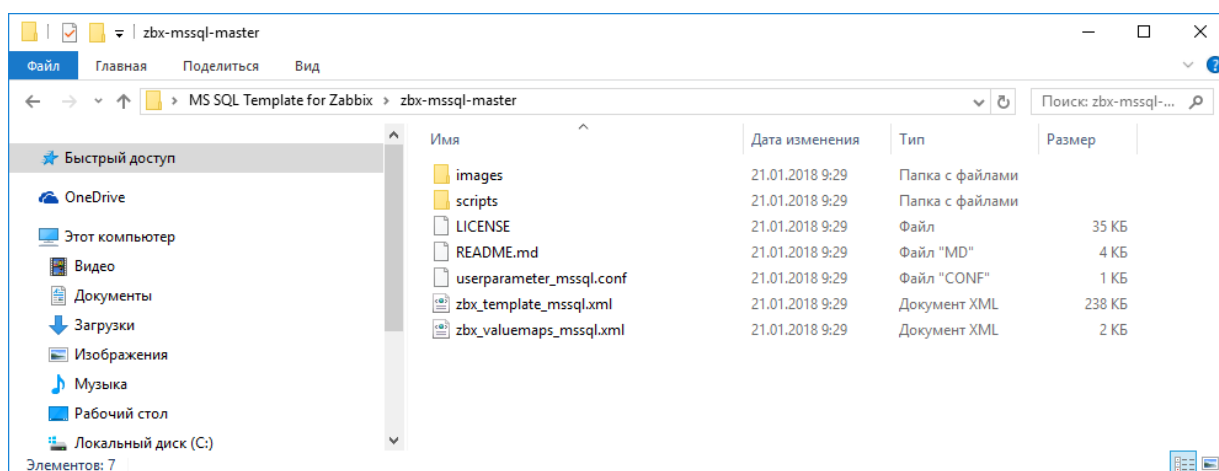 zbx-mssql-master
Файл Главная Поделиться Вид
MS SQL Template for Zabbix zbx-mssql-master Поиск: zbx-mssql-...
Имя Дата изменения Тип Размер
Быстрый доступ
OneDrive
Этот компьютер
Видео
Документы
Загрузки
Изображения
Музыка
Рабочий стол
Локальный диск (C:)
images 21.01.2018 9:29 Папка с файлами
scripts 21.01.2018 9:29 Папка с файлами
LICENSE 21.01.2018 9:29 Файл 35 КБ
README.md 21.01.2018 9:29 Файл "MD" 4 КБ
userparameter_mssql.conf 21.01.2018 9:29 Файл "CONF" 1 КБ
zbx_template_mssql.xml 21.01.2018 9:29 Документ XML 238 КБ
zbx_valuemaps_mssql.xml 21.01.2018 9:29 Документ XML 2 КБ
Элементов: 7